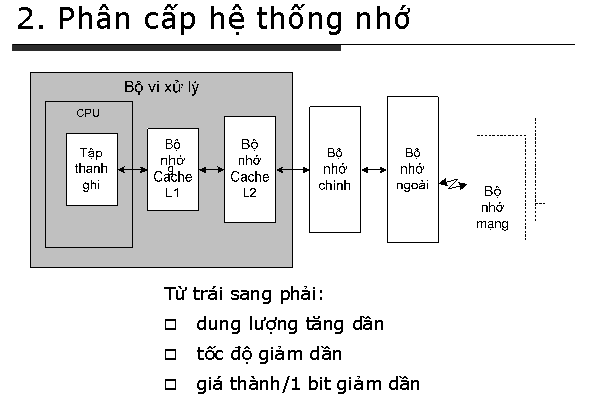 2. Phân cấp hệ thống nhớ
Bộ vi xử lý
CPU
Tập
thanh
ghi
Bộ
nhớ
Cache
L1
Bộ
nhớ
Cache
L2
Bộ
nhớ
chính
Bộ
nhớ
ngoài
Bộ
nhớ
mạng
Từ trái sang phải:
dung lượng tăng dần
tốc độ giảm dần
giá thành/1 bit giảm dần